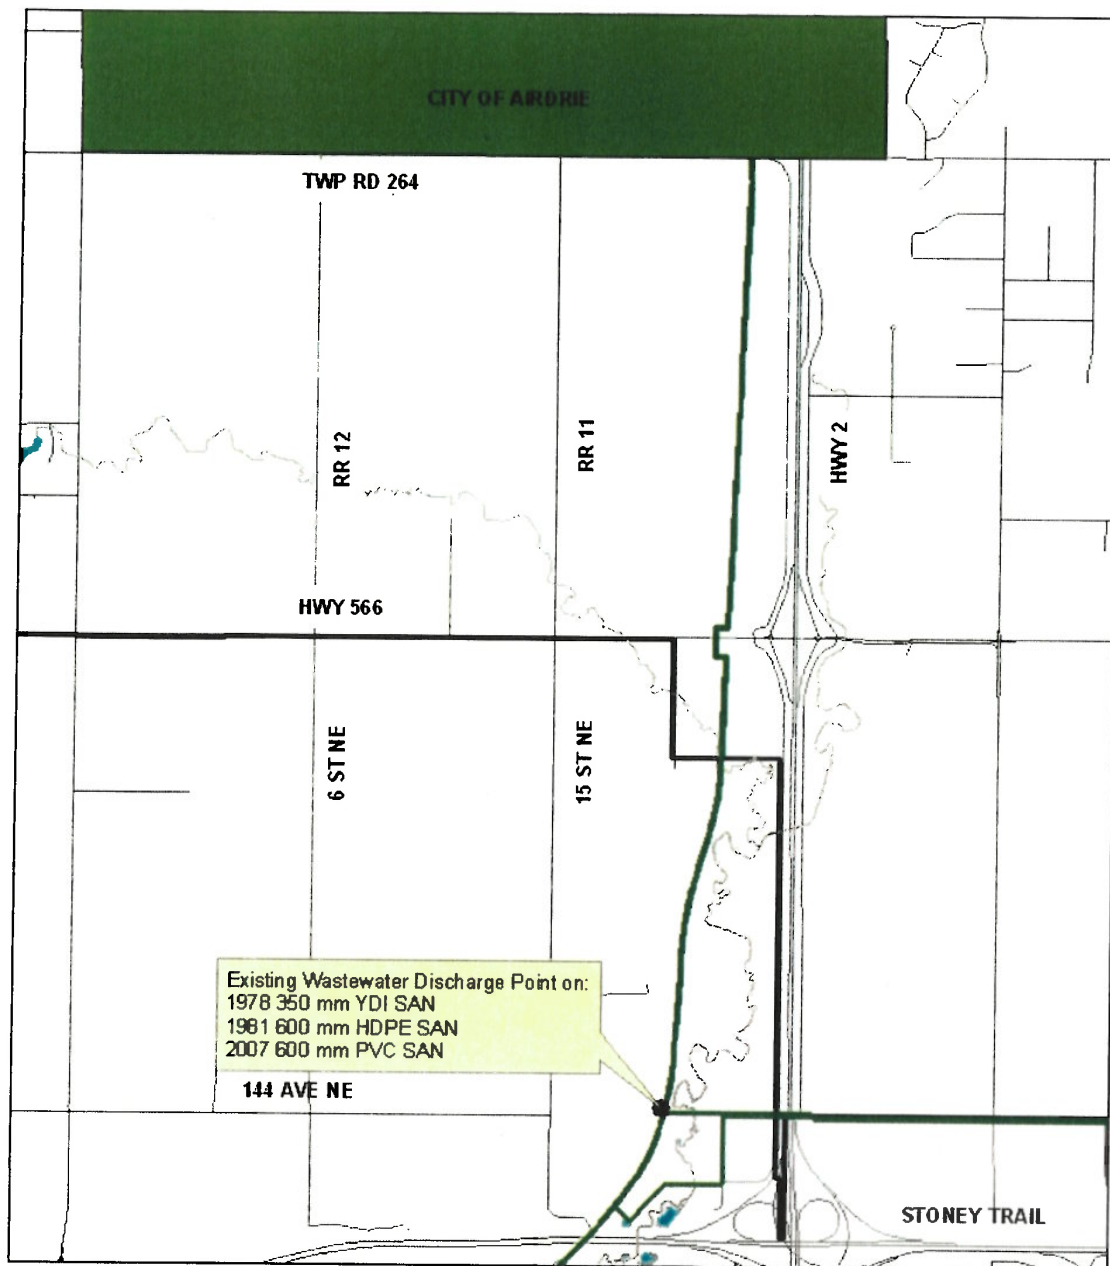 CITY OF AIRDRIE
TWP RD 264
RR 12
RR 11
HWY 2
HWY 566
6 ST NE
15 ST NE
Existing Wastewater Discharge Point on:
1978 350 mm YDI SAN
1981 600 mm HDPE SAN
2007 600 mm PVC SAN
144 AVE NE
STONEY TRAIL